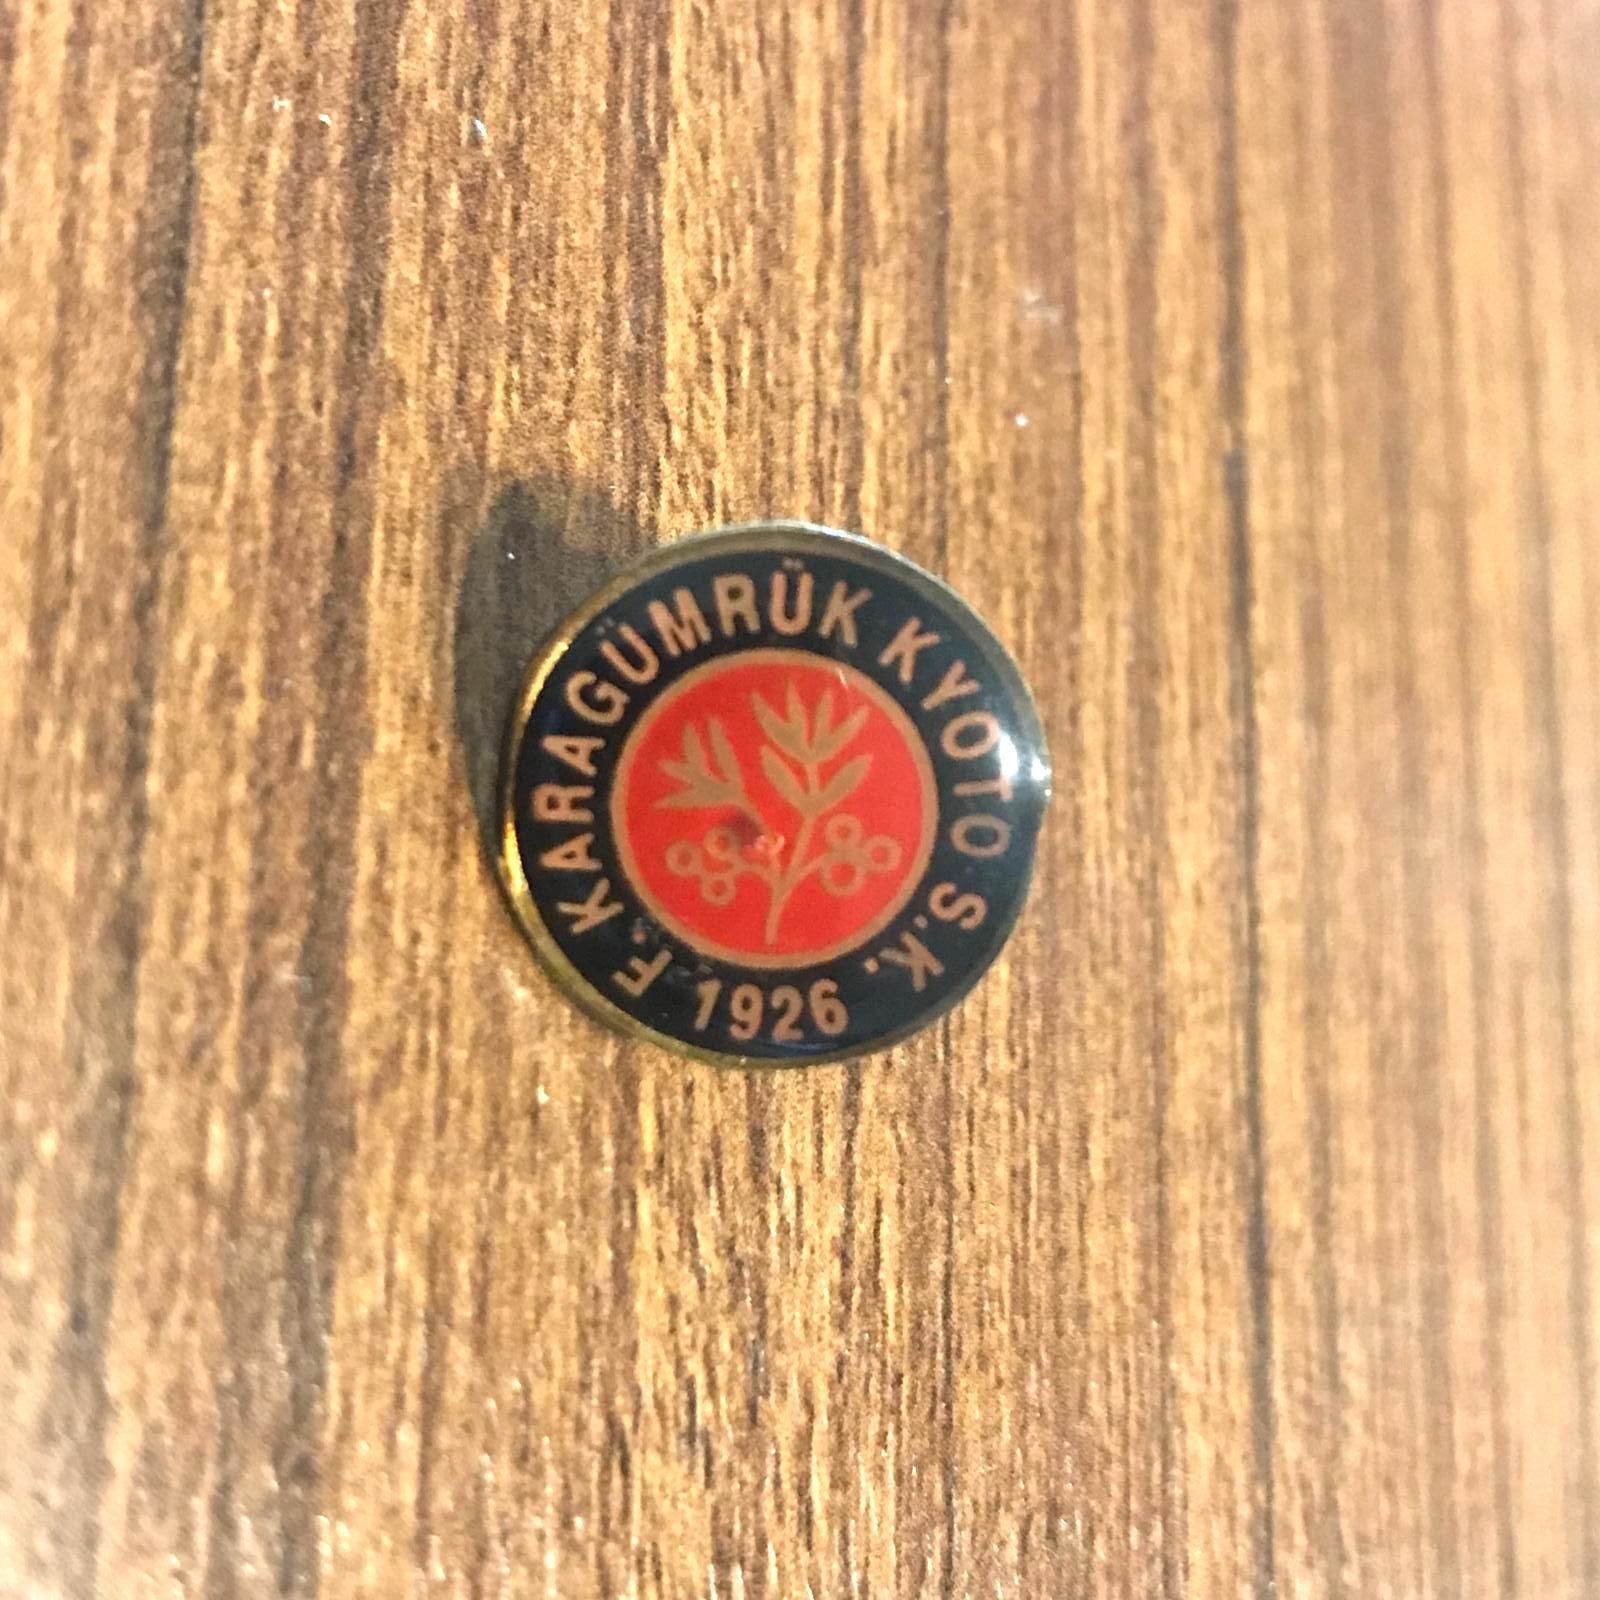 F. KARAGÜMRÜK KYOTO S.K.
1926